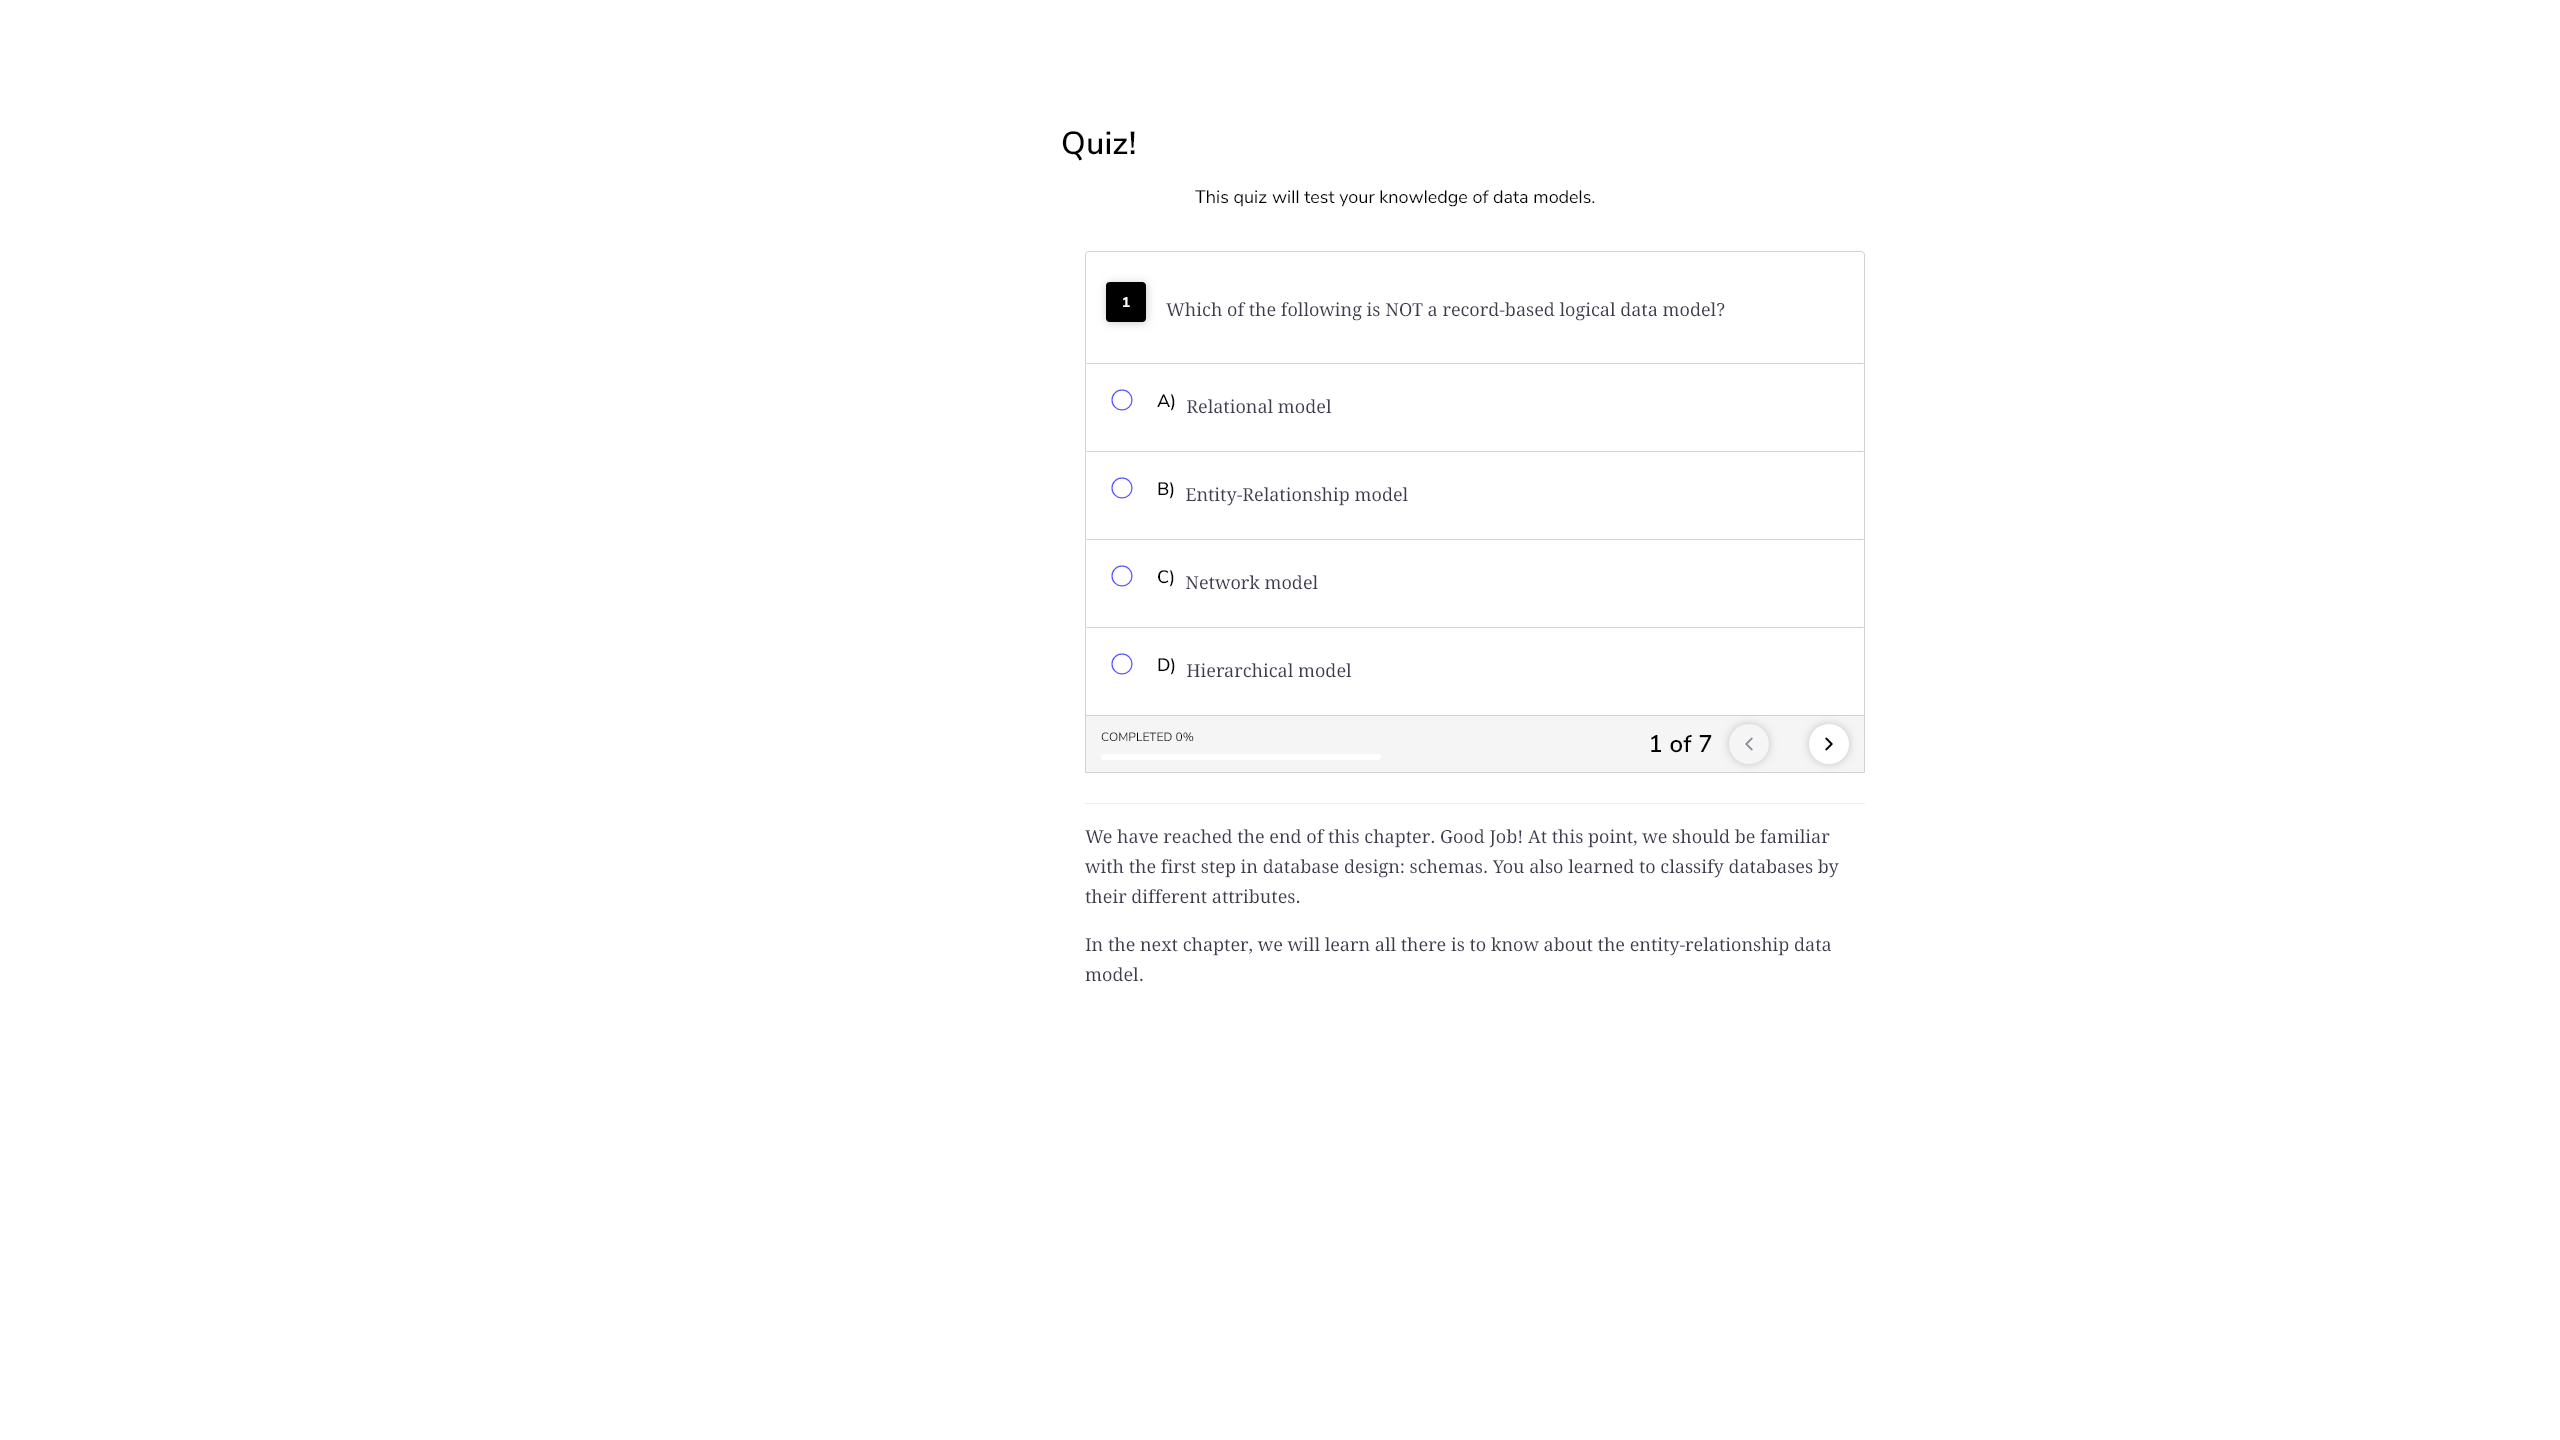 Quiz!
This quiz will test your knowledge of data models.
1 Which of the following is NOT a record-based logical data model?
A) Relational model
B) Entity-Relationship model
C) Network model
D) Hierarchical model
COMPLETED 0%
1 of 7
We have reached the end of this chapter. Good Job! At this point, we should be familiar
with the first step in database design: schemas. You also learned to classify databases by
their different attributes.
In the next chapter, we will learn all there is to know about the entity-relationship data
model.